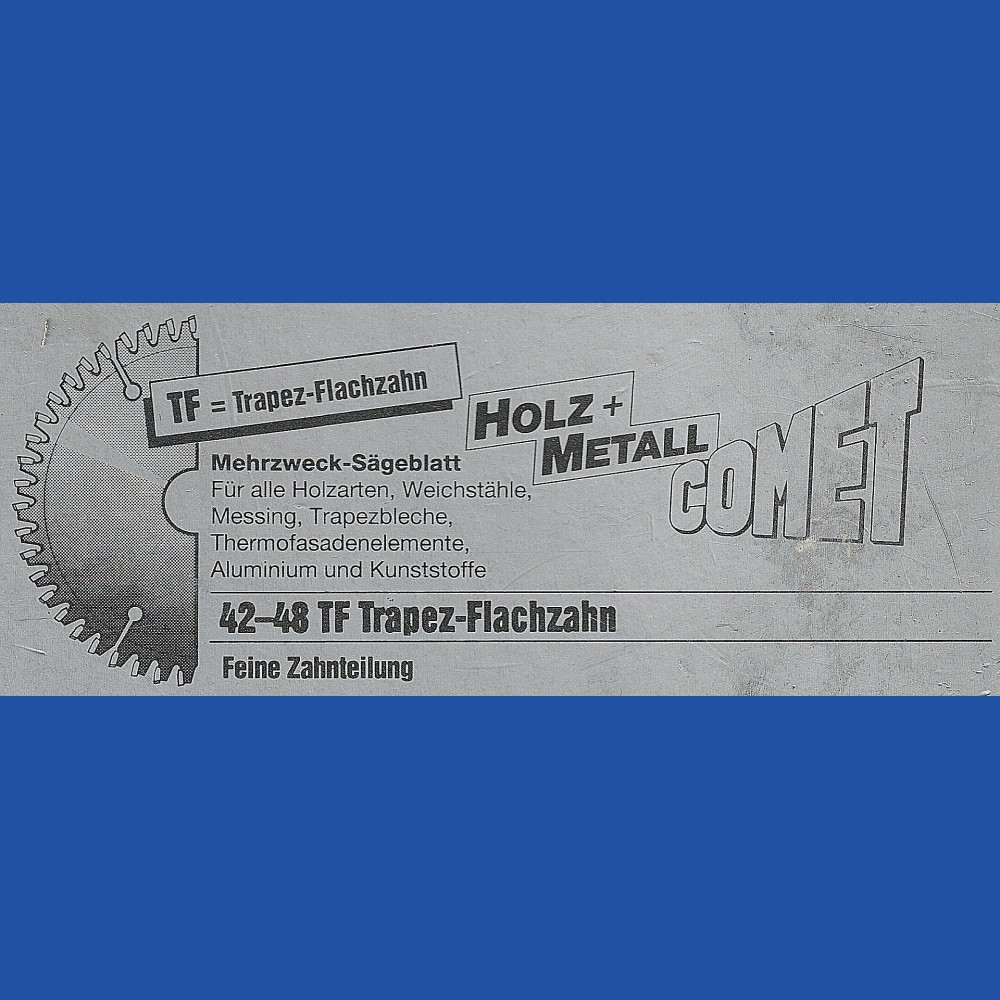 TF = Trapez-Flachzahn
HOLZ +
METALL
COMET
Mehrzweck-Sägeblatt
Für alle Holzarten, Weichstähle,
Messing, Trapezbleche,
Thermofasadenelemente,
Aluminium und Kunststoffe
42–48 TF Trapez-Flachzahn
Feine Zahnteilung